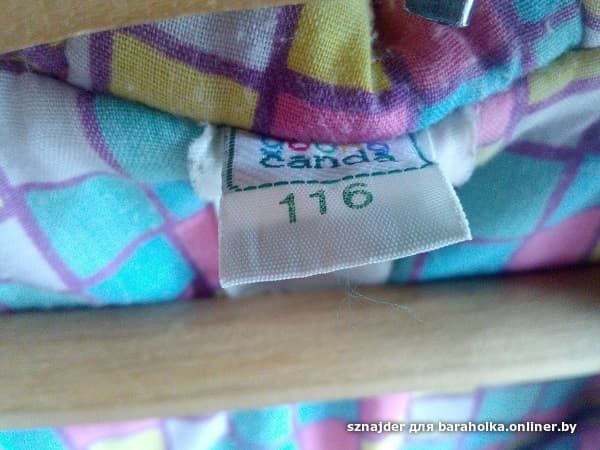 Canda
116
sznajder для baraholka.onliner.by